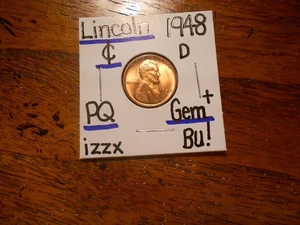 Lincoln 1948
¢ D
PQ Gem+
izzx Bu!